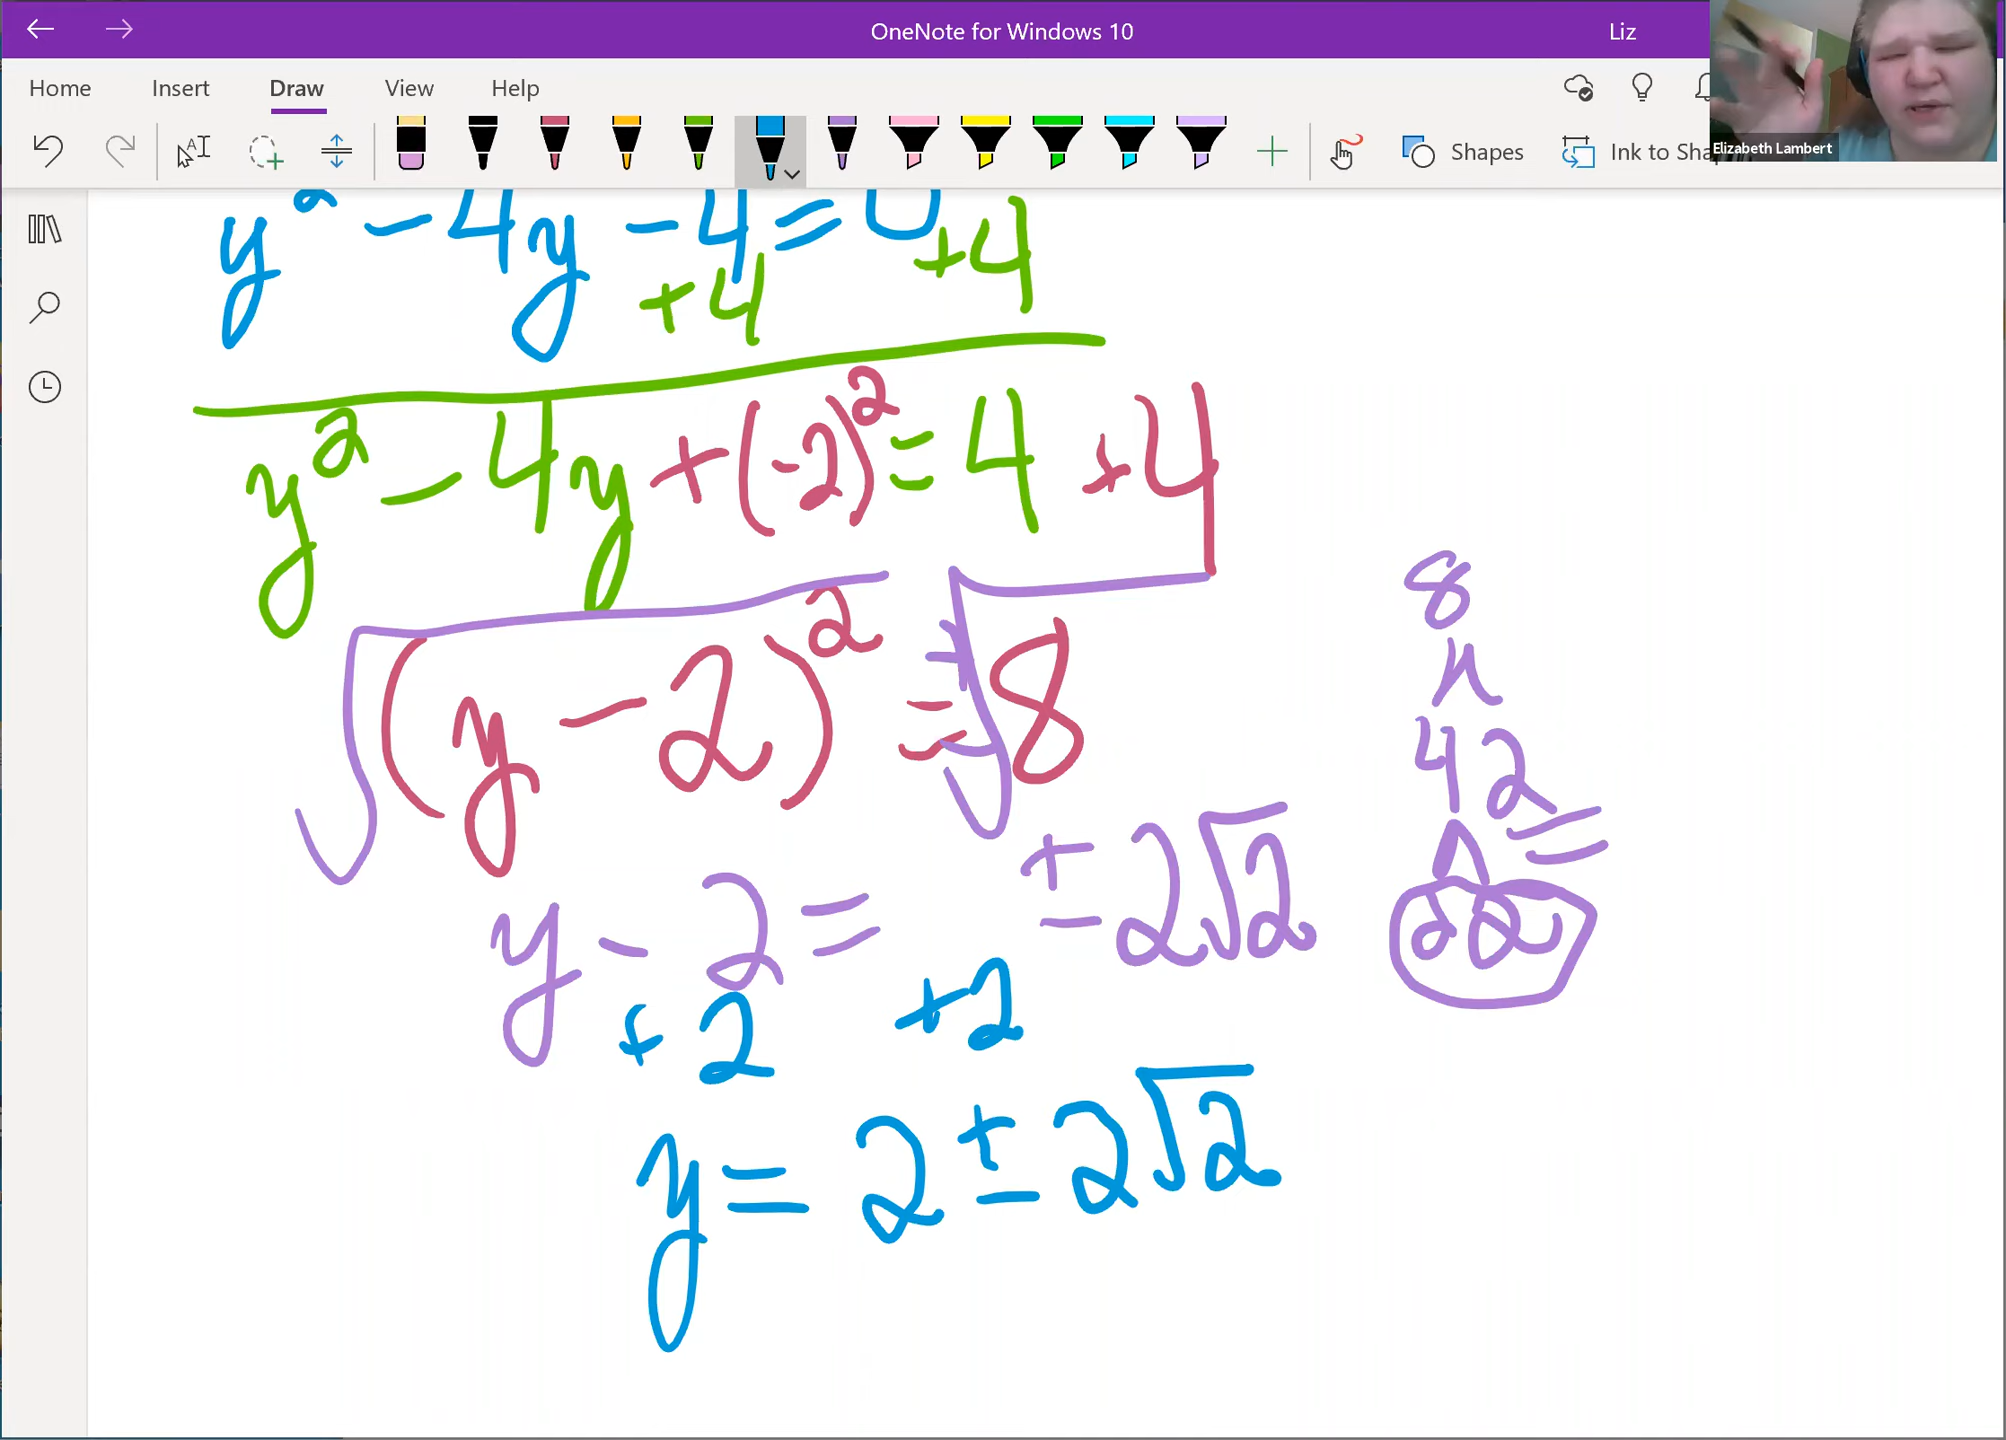 OneNote for Windows 10
Liz
Home Insert Draw View Help
Shapes
Ink to Sha
Elizabeth Lambert
y² - 4y - 4 = 0
+4 +4
y² - 4y + (-2)² = 4 + 4
√(y - 2)² = √8
y - 2 = ± 2√2
+ 2 +2
y = 2 ± 2√2
8
4 2
2 2